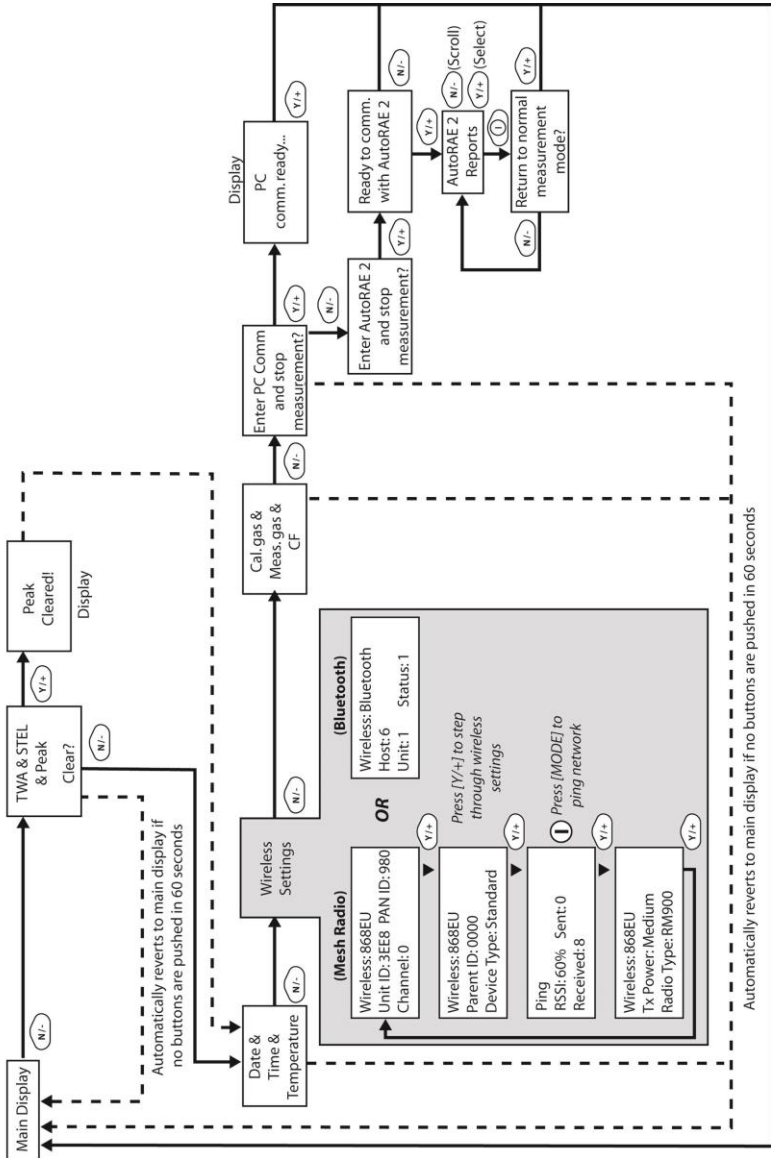 Main Display
N/-
TWA & STEL
& Peak
Clear?
Y/+
Peak
Cleared!
Display
N/-
Automatically reverts to main display if
no buttons are pushed in 60 seconds
Date &
Time &
Temperature
N/-
Wireless
Settings
N/-
Cal. gas &
Meas. gas &
CF
N/-
Enter PC Comm
and stop
measurement?
Y/+
Display
PC
comm. ready...
Y/+
N/-
Enter AutoRAE 2
and stop
measurement?
Y/+
Ready to comm.
with AutoRAE 2
N/-
Y/+
AutoRAE 2
Reports
N/- (Scroll)
Y/+ (Select)
Return to normal
measurement
mode?
N/-
Y/+
(Mesh Radio)
Wireless: 868EU
Unit ID: 3EE8 PAN ID: 980
Channel: 0
Y/+
Wireless: 868EU
Parent ID: 0000
Device Type: Standard
Y/+
Ping
RSSI: 60% Sent: 0
Received: 8
Y/+
Wireless: 868EU
Tx Power: Medium
Radio Type: RM900
Y/+
OR
(Bluetooth)
Wireless: Bluetooth
Host: 6
Unit: 1 Status: 1
Press [Y/+] to step
through wireless
settings
Press [MODE] to
ping network
Automatically reverts to main display if no buttons are pushed in 60 seconds